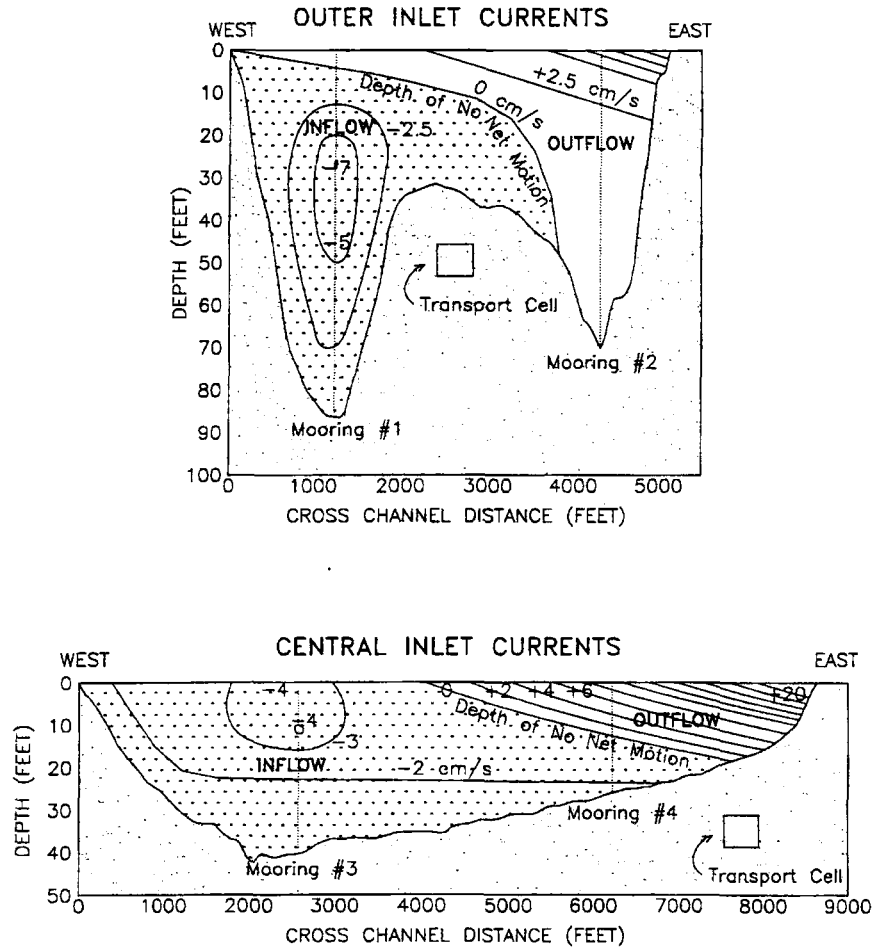 OUTER INLET CURRENTS
WEST
EAST
0
10
20
30
40
50
60
70
80
90
100
DEPTH (FEET)
+2.5 cm/s
0 cm/s
Depth of No Net Motion
INFLOW
-2.5
OUTFLOW
-7
-5
Transport Cell
Mooring #2
Mooring #1
0
1000
2000
3000
4000
5000
CROSS CHANNEL DISTANCE (FEET)
CENTRAL INLET CURRENTS
WEST
EAST
0
10
20
30
40
50
DEPTH (FEET)
-4
0
+2
+4
+6
+20
-4
-3
OUTFLOW
Depth of No Net Motion
INFLOW
-2 cm/s
Mooring #4
Mooring #3
Transport Cell
0
1000
2000
3000
4000
5000
6000
7000
8000
9000
CROSS CHANNEL DISTANCE (FEET)